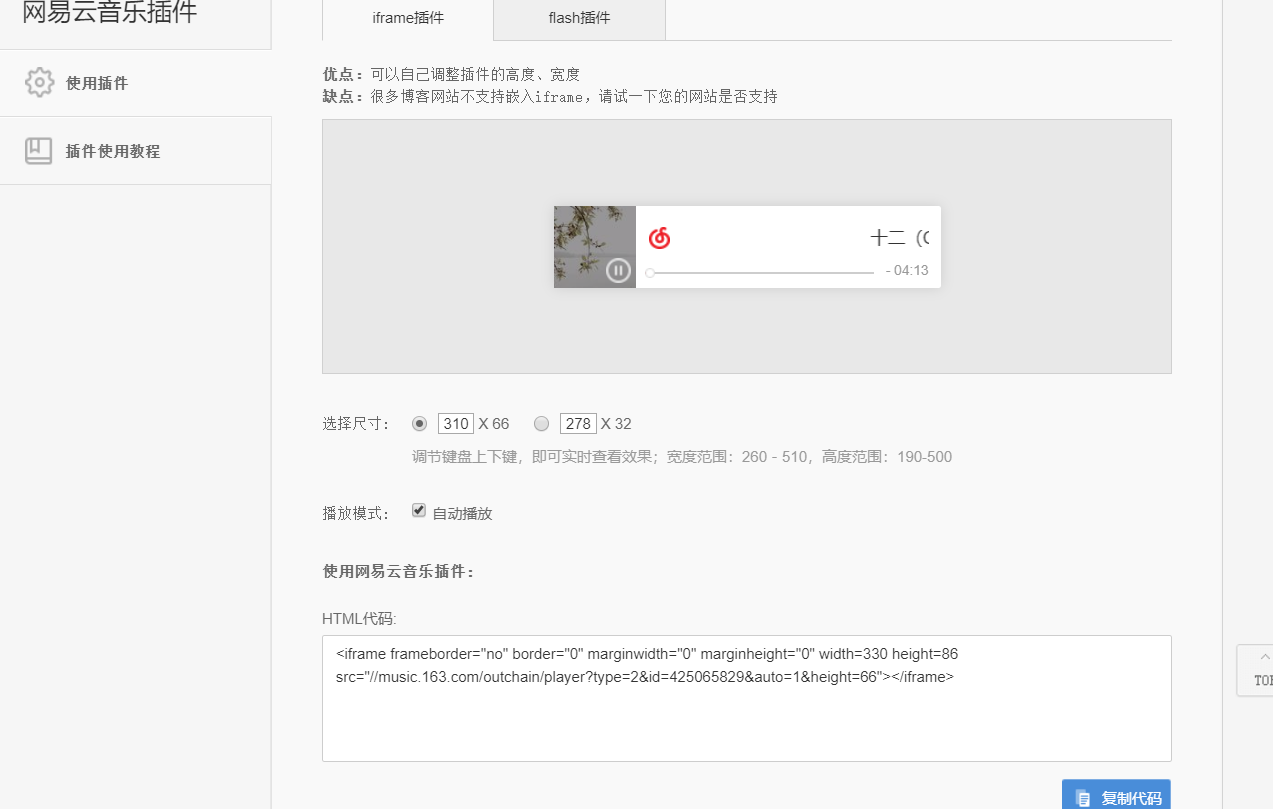 网易云音乐插件
使用插件
插件使用教程
iframe插件
flash插件
优点：可以自己调整插件的高度、宽度
缺点：很多博客网站不支持嵌入iframe，请试一下您的网站是否支持
十二（
- 04:13
选择尺寸：
310 X 66
278 X 32
调节键盘上下键，即可实时查看效果；宽度范围：260 - 510，高度范围：190-500
播放模式：
自动播放
使用网易云音乐插件：
HTML代码:
<iframe frameborder="no" border="0" marginwidth="0" marginheight="0" width=330 height=86
src="//music.163.com/outchain/player?type=2&id=425065829&auto=1&height=66"></iframe>
复制代码